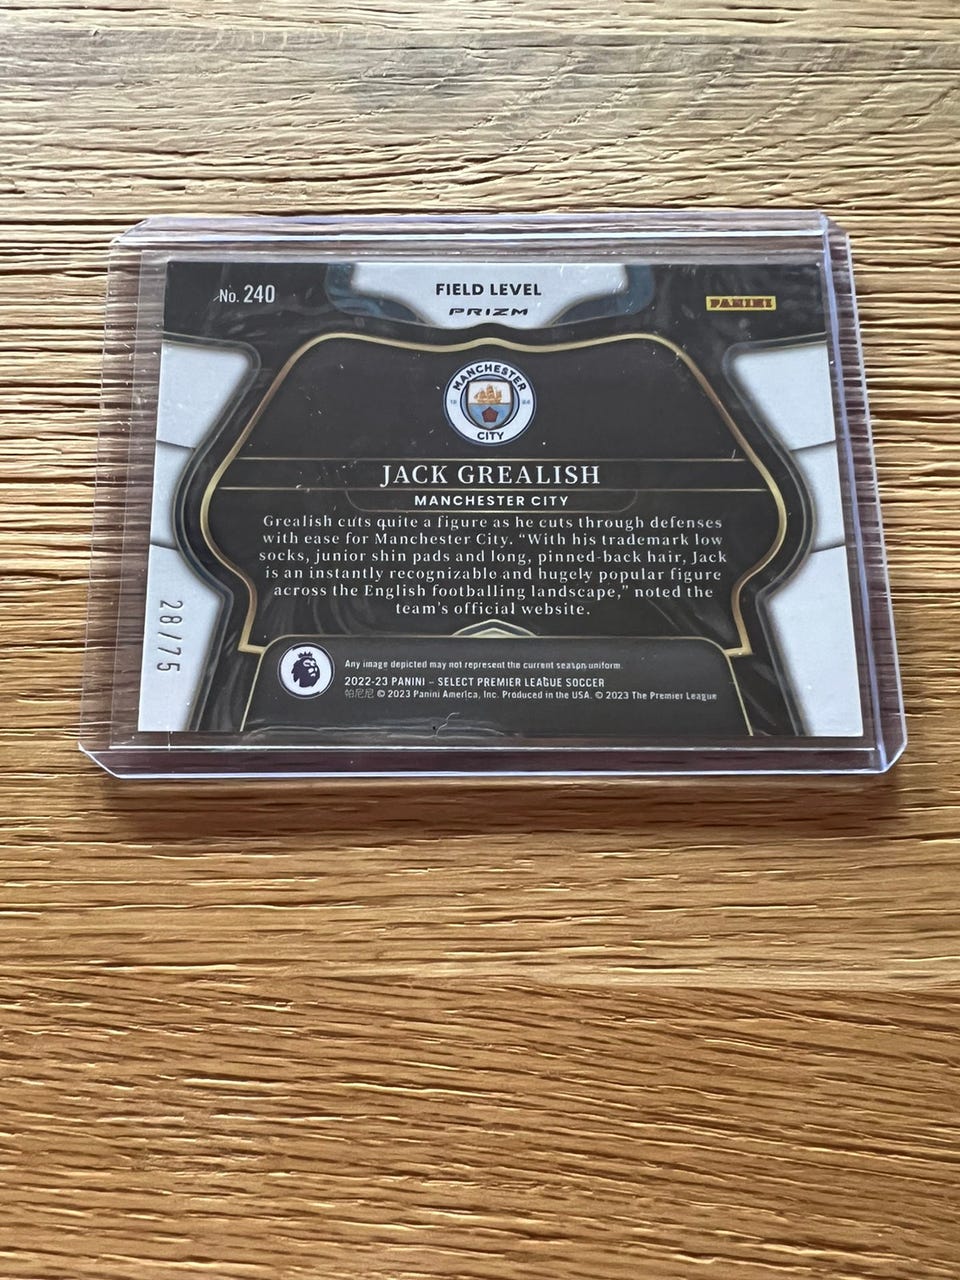 No. 240
FIELD LEVEL
PRIZM
PANINI
MANCHESTER
18 94
CITY
JACK GREALISH
MANCHESTER CITY
Grealish cuts quite a figure as he cuts through defenses
with ease for Manchester City. “With his trademark low
socks, junior shin pads and long, pinned-back hair, Jack
is an instantly recognizable and hugely popular figure
across the English footballing landscape,” noted the
team’s official website.
28/75
Any image depicted may not represent the current season uniform.
2022-23 PANINI – SELECT PREMIER LEAGUE SOCCER
帕尼尼 © 2023 Panini America, Inc. Produced in the USA. © 2023 The Premier League